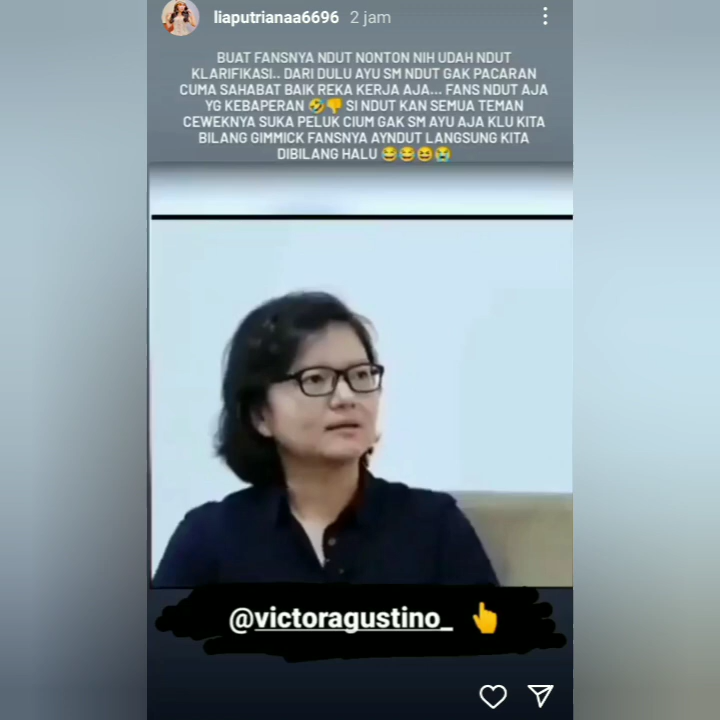 liaputrianaa6696 2 jam
BUAT FANSNYA NDUT NONTON NIH UDAH NDUT
KLARIFIKASI.. DARI DULU AYU SM NDUT GAK PACARAN
CUMA SAHABAT BAIK REKA KERJA AJA... FANS NDUT AJA
YG KEBAPERAN 🤣👎 SI NDUT KAN SEMUA TEMAN
CEWEKNYA SUKA PELUK CIUM GAK SM AYU AJA KLU KITA
BILANG GIMMICK FANSNYA AYNDUT LANGSUNG KITA
DIBILANG HALU 😂😂😆😭
@victoragustino_ 👆